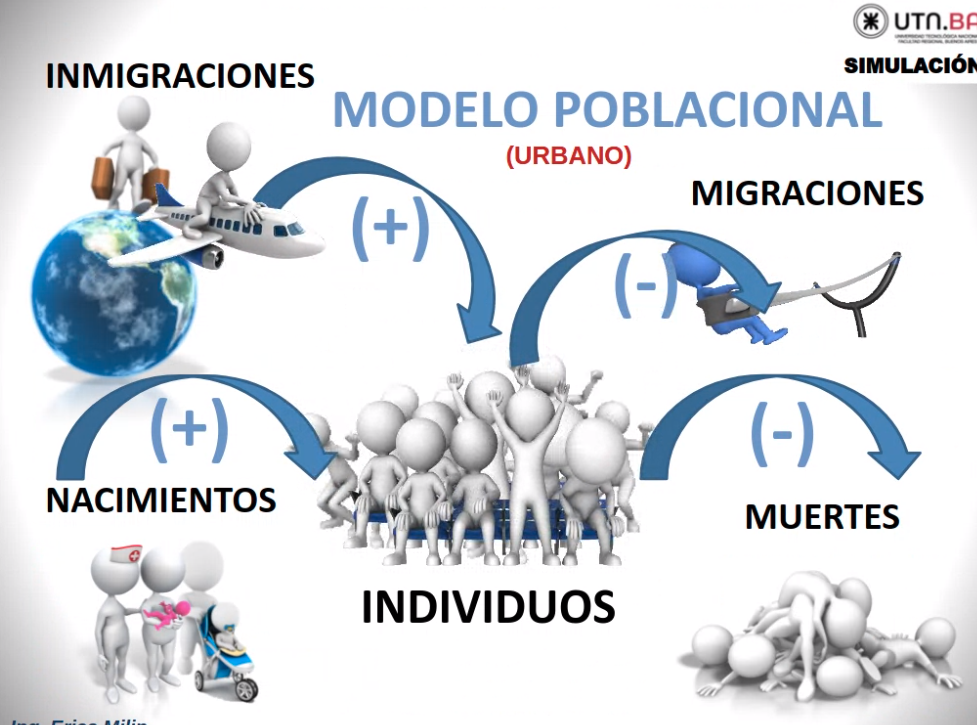 UTN.BA
UNIVERSIDAD TECNOLÓGICA NACIONAL
FACULTAD REGIONAL BUENOS AIRES
SIMULACIÓN
INMIGRACIONES
MODELO POBLACIONAL
(URBANO)
MIGRACIONES
(+)
(-)
(+)
(-)
NACIMIENTOS
MUERTES
INDIVIDUOS
Ing. Erica Milin